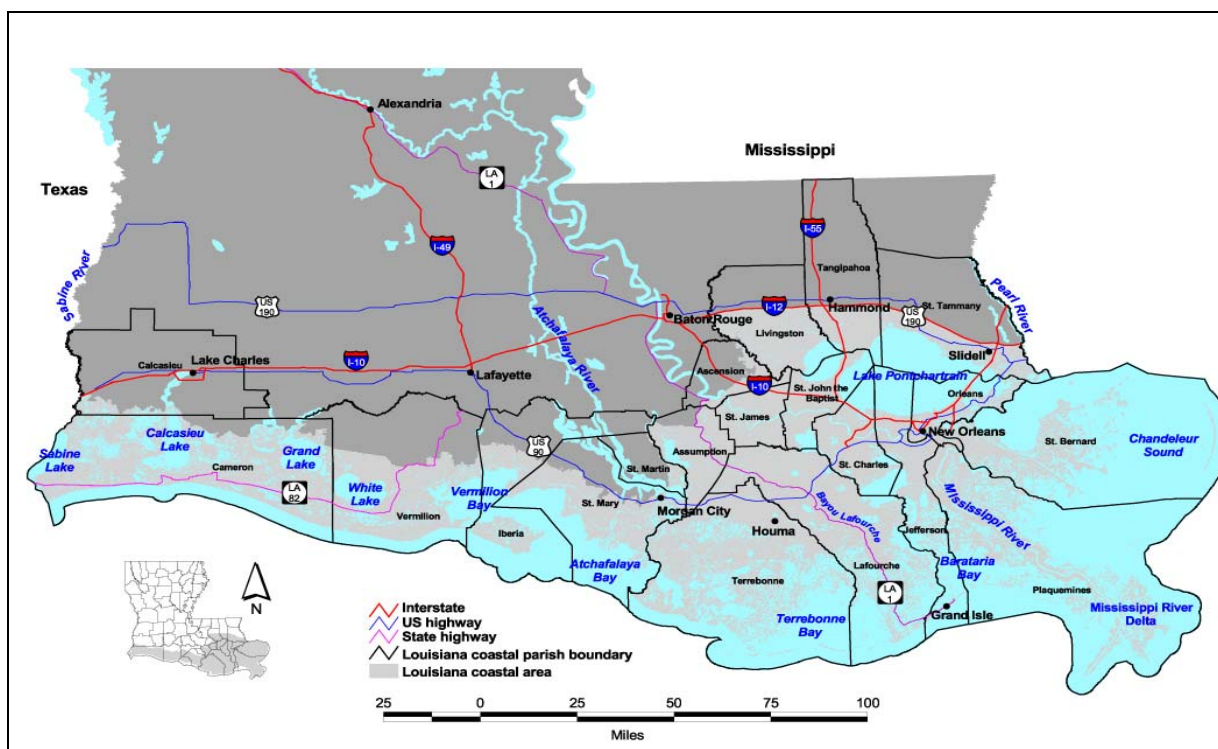 Alexandria
Mississippi
Texas
LA
1
I-49
I-55
Tangipahoa
Sabine River
US
190
Atchafalaya River
I-12
Hammond
St. Tammany
US
190
Pearl River
Baton Rouge
Livingston
Slidell
Lake Charles
Calcasieu
I-10
Lafayette
Ascension
I-10
St. John the
Baptist
Lake Pontchartrain
Orleans
St. James
New Orleans
St. Bernard
Chandeleur
Sound
Calcasieu
Lake
Sabine
Lake
Grand
Lake
Cameron
LA
82
White
Lake
Vermilion
Vermilion
Bay
US
90
St. Martin
Assumption
St. Charles
St. Mary
Morgan City
Iberia
Houma
Bayou Lafourche
Jefferson
Mississippi River
Atchafalaya
Bay
Lafourche
Barataria
Bay
Terrebonne
LA
1
Plaquemines
Grand Isle
Mississippi River
Delta
Terrebonne
Bay
N
Interstate
US highway
State highway
Louisiana coastal parish boundary
Louisiana coastal area
25 0 25 50 75 100
Miles